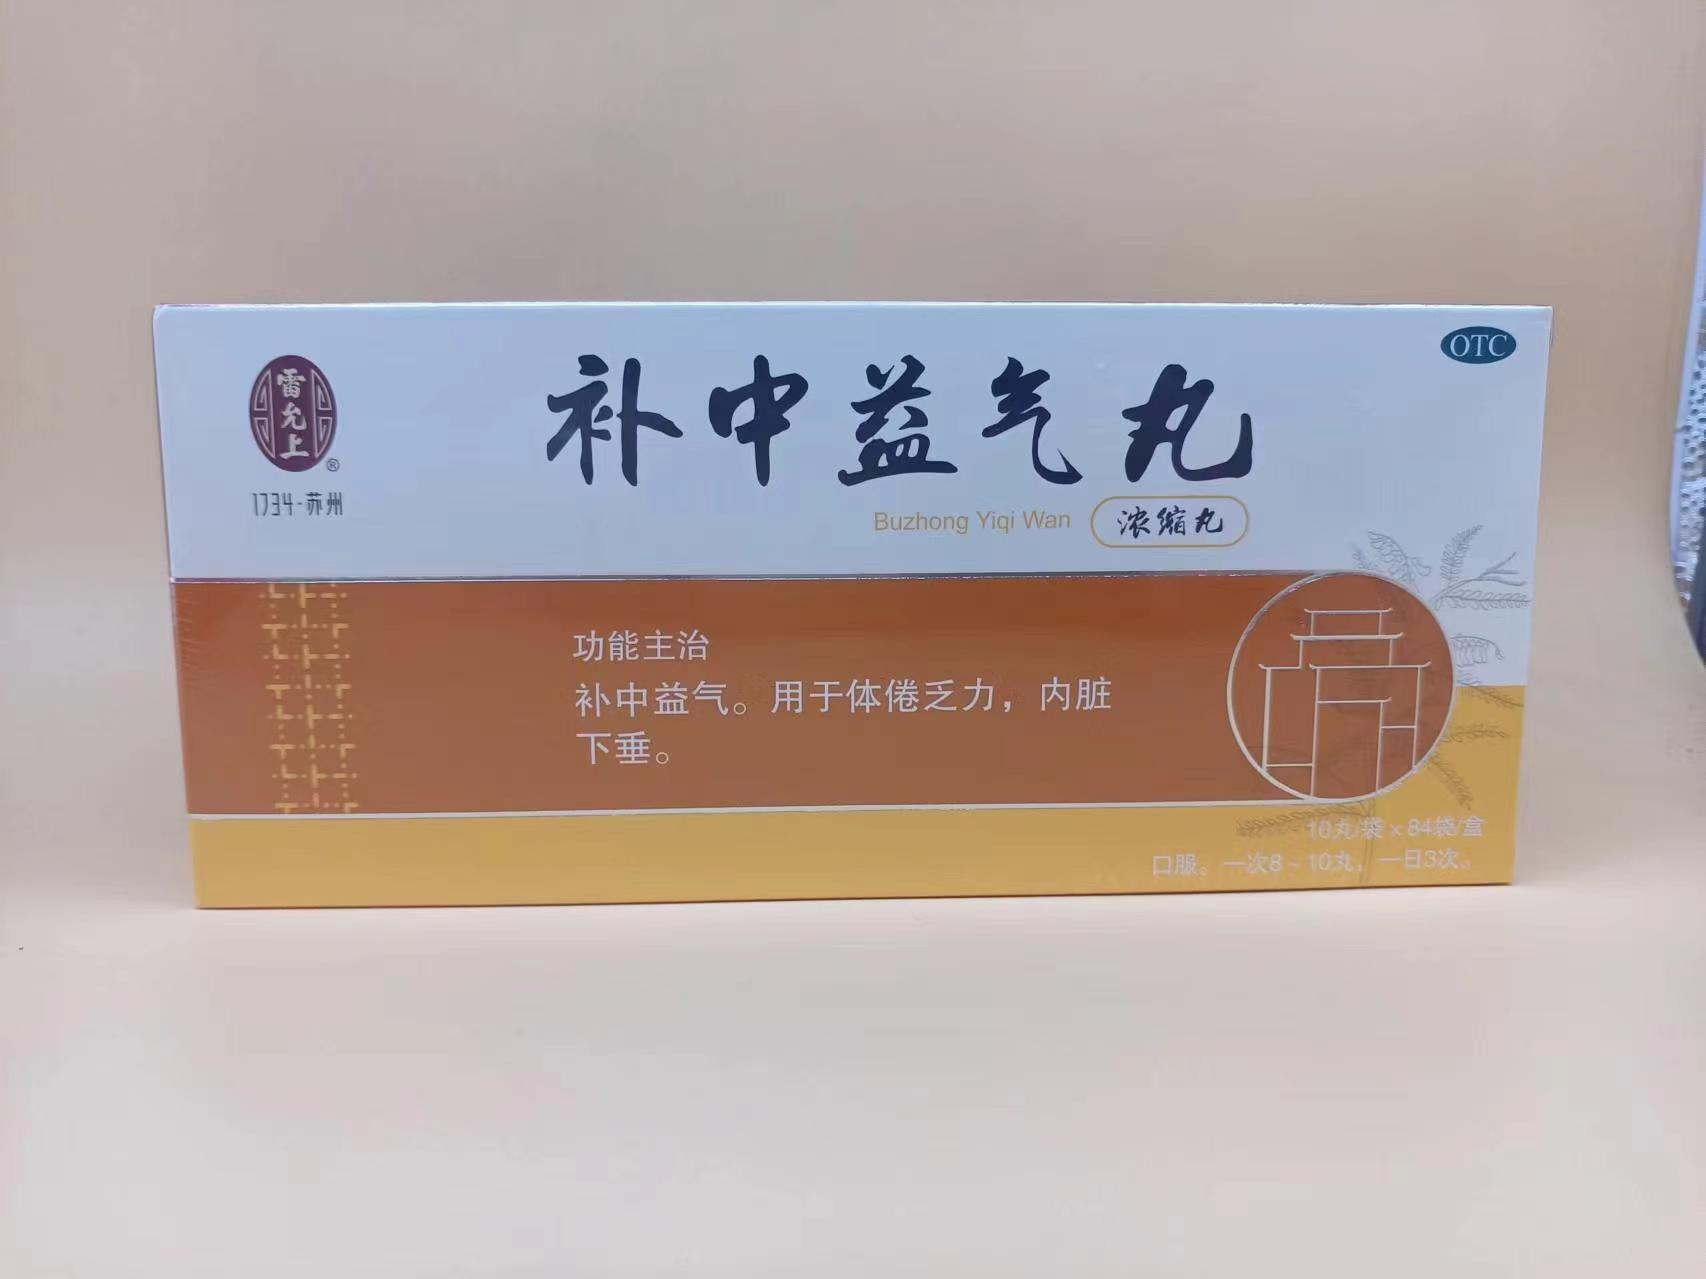 雷允上
®
1734-苏州
OTC
补中益气丸
Buzhong Yiqi Wan
浓缩丸
功能主治
补中益气。用于体倦乏力，内脏
下垂。
10丸/袋×84袋/盒
口服。一次8-10丸，一日3次。